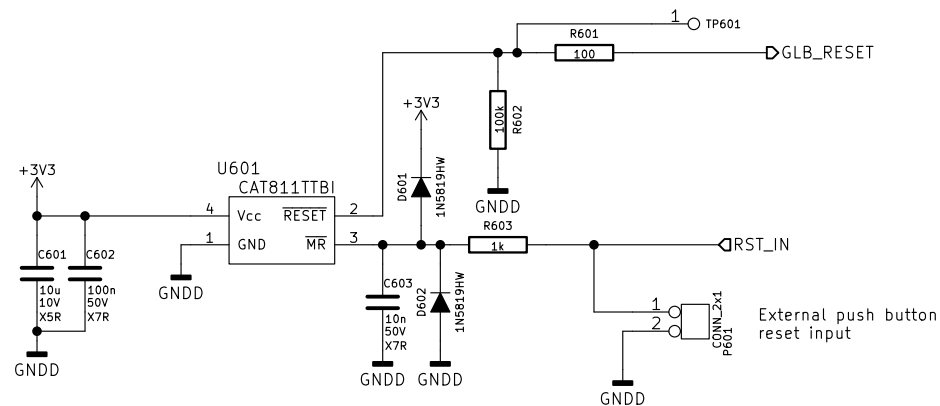 1 TP601
R601
100
GLB_RESET
100k
R602
+3V3
GNDD
U601
CAT811TTBI
+3V3
4 Vcc RESET 2
1 GND MR 3
GNDD
D601
1N5819HW
R603
1k
RST_IN
C601
10u
10V
X5R
C602
100n
50V
X7R
GNDD
C603
10n
50V
X7R
GNDD
D602
1N5819HW
GNDD
1
2
CONN_2x1
P601
GNDD
External push button
reset input